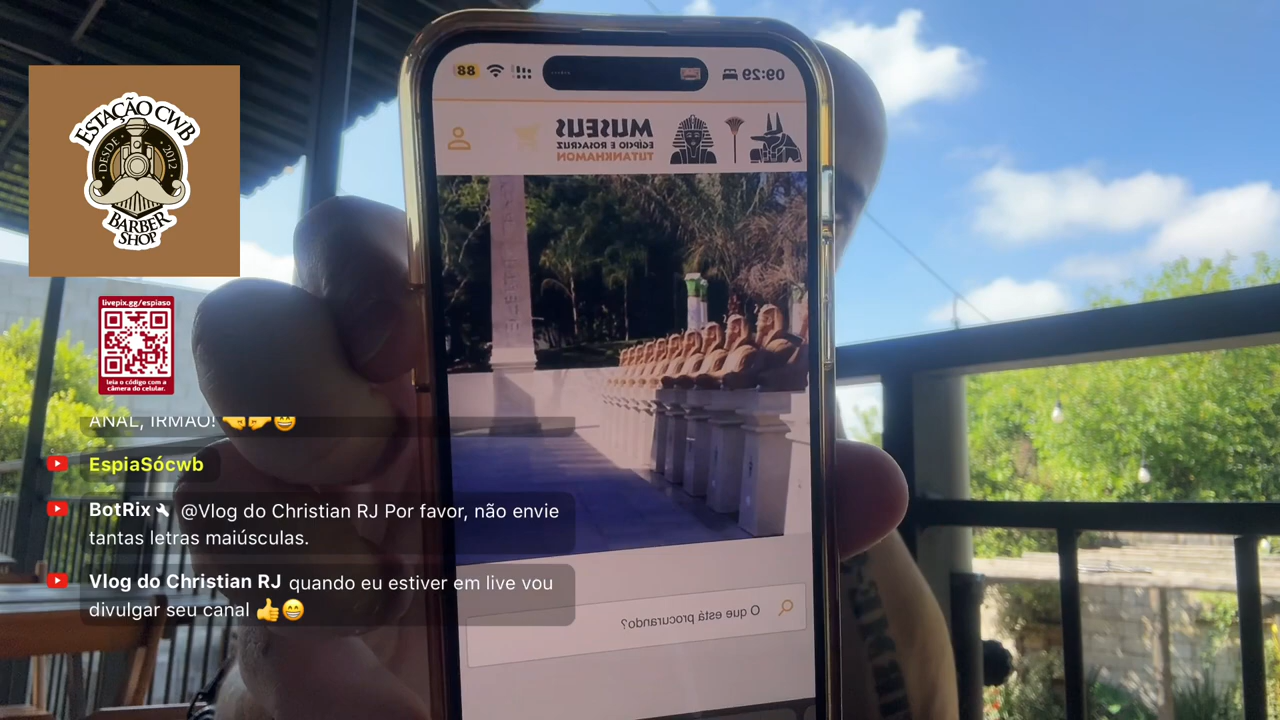 ESTAÇÃO CWB
DESDE 2012
BARBER
SHOP
livepix.gg/espiaso
leia o código com a
câmera do celular.
ANAL, IRMÃO! 🤜🤛😁
EspiaSócwb
BotRix 🔧 @Vlog do Christian RJ Por favor, não envie
tantas letras maiúsculas.
Vlog do Christian RJ quando eu estiver em live vou
divulgar seu canal 👍😁
09:29
88
MUSEUS
EGÍPCIO E ROSACRUZ
TUTANKHAMON
O que está procurando?